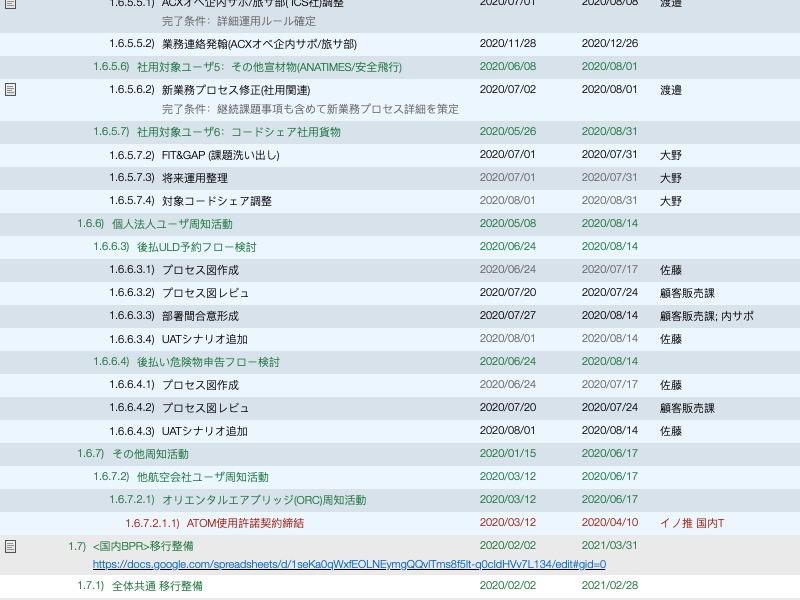 1.6.5.5.1) ACXオペ企内サポ/旅サポ( ICS社)調整 2020/07/01 2020/08/08 渡邉
完了条件：詳細運用ルール確定
1.6.5.5.2) 業務連絡発翰(ACXオペ企内サポ/旅サポ) 2020/11/28 2020/12/26
1.6.5.6) 社用対象ユーザ5：その他宣材物(ANATIMES/安全飛行) 2020/06/08 2020/08/01
1.6.5.6.2) 新業務プロセス修正(社用関連) 2020/07/02 2020/08/01 渡邉
完了条件：継続課題事項も含めて新業務プロセス詳細を策定
1.6.5.7) 社用対象ユーザ6：コードシェア社用貨物 2020/05/26 2020/08/31
1.6.5.7.2) FIT&GAP (課題洗い出し) 2020/07/01 2020/07/31 大野
1.6.5.7.3) 将来運用整理 2020/07/01 2020/07/31 大野
1.6.5.7.4) 対象コードシェア調整 2020/08/01 2020/08/31 大野
1.6.6) 個人法人ユーザ周知活動 2020/05/08 2020/08/14
1.6.6.3) 後払ULD予約フロー検討 2020/06/24 2020/08/14
1.6.6.3.1) プロセス図作成 2020/06/24 2020/07/17 佐藤
1.6.6.3.2) プロセス図レビュ 2020/07/20 2020/07/24 顧客販売課
1.6.6.3.3) 部署間合意形成 2020/07/27 2020/08/14 顧客販売課; 内サポ
1.6.6.3.4) UATシナリオ追加 2020/08/01 2020/08/14 佐藤
1.6.6.4) 後払い危険物申告フロー検討 2020/06/24 2020/08/14
1.6.6.4.1) プロセス図作成 2020/06/24 2020/07/17 佐藤
1.6.6.4.2) プロセス図レビュ 2020/07/20 2020/07/24 顧客販売課
1.6.6.4.3) UATシナリオ追加 2020/08/01 2020/08/14 佐藤
1.6.7) その他周知活動 2020/01/15 2020/06/17
1.6.7.2) 他航空会社ユーザ周知活動 2020/03/12 2020/06/17
1.6.7.2.1) オリエンタルエアブリッジ(ORC)周知活動 2020/03/12 2020/06/17
1.6.7.2.1.1) ATOM使用許諾契約締結 2020/03/12 2020/04/10 イノ推 国内T
1.7) <国内BPR>移行整備 2020/02/02 2021/03/31
https://docs.google.com/spreadsheets/d/1seKa0qWxfEOLNEymgQQvlTms8f5lt-q0cldHVv7L134/edit#gid=0
1.7.1) 全体共通 移行整備 2020/02/02 2021/02/28